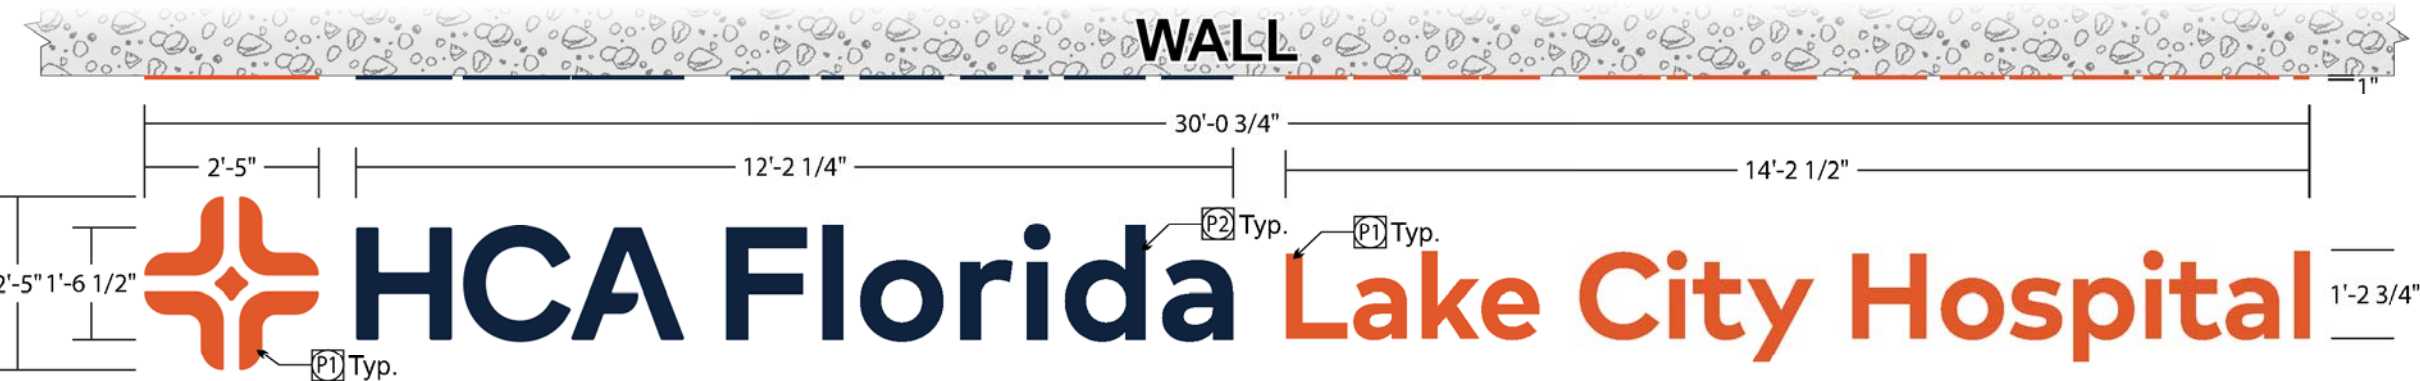 WALL
1"
30'-0 3/4"
2'-5"
12'-2 1/4"
14'-2 1/2"
P2 Typ.
P1 Typ.
2'-5"
1'-6 1/2"
HCA Florida Lake City Hospital
1'-2 3/4"
P1 Typ.